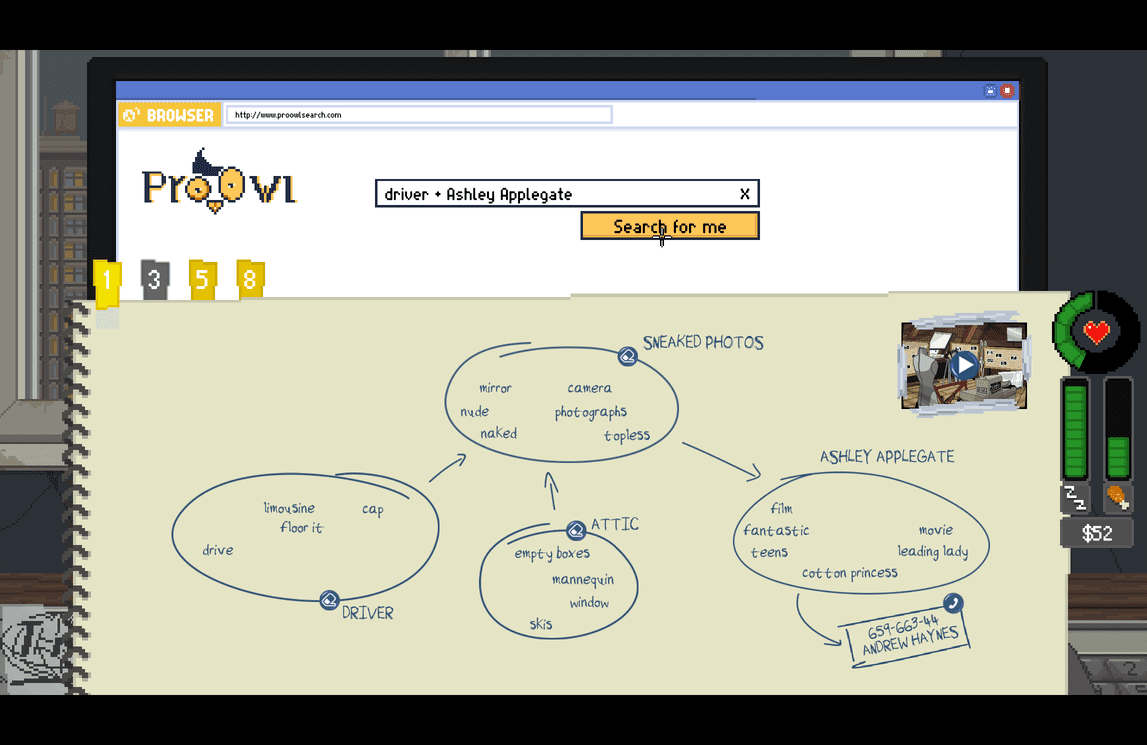 BROWSER
http://www.proowlsearch.com
PrOOwl
driver + Ashley Applegate X
Search for me
1 3 5 8
SNEAKED PHOTOS
mirror camera
nude photographs
naked topless
ASHLEY APPLEGATE
limousine cap
floor it
drive
DRIVER
ATTIC
empty boxes
mannequin
window
skis
film
fantastic movie
teens leading lady
cotton princess
659-663-44
ANDREW HAYNES
zzz
$52